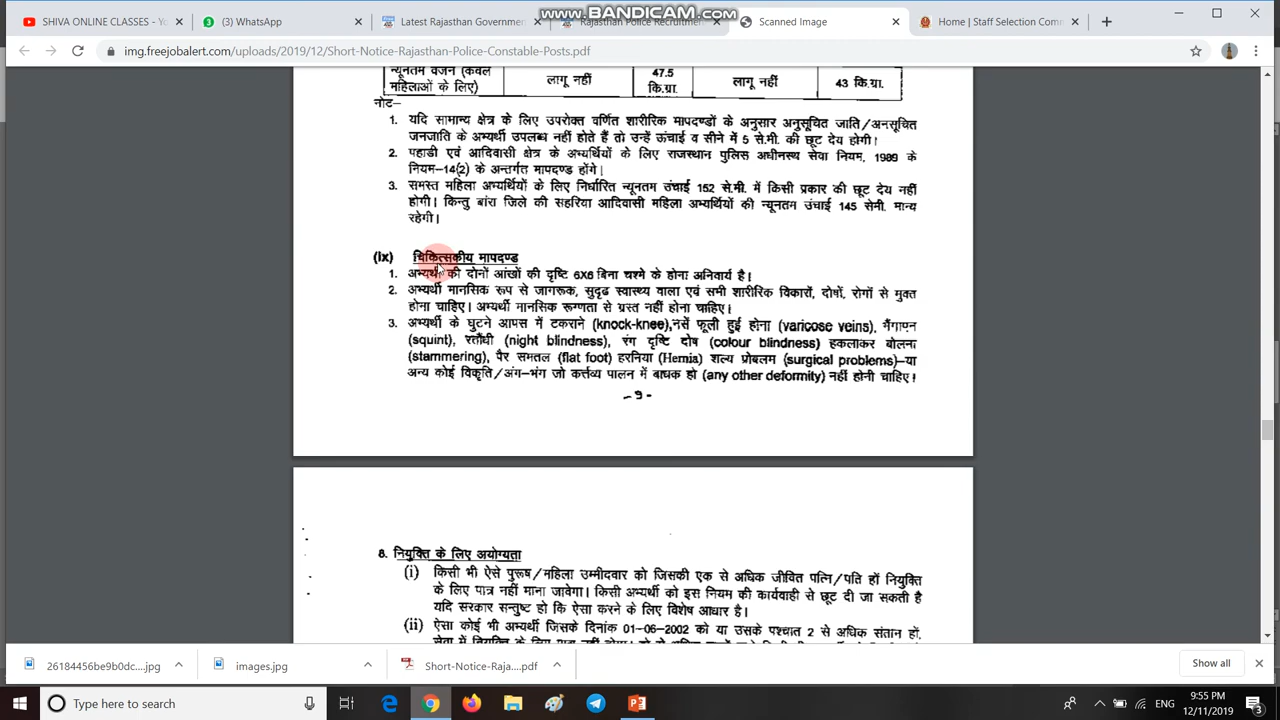 www.BANDICAM.com
SHIVA ONLINE CLASSES - Yo
(3) WhatsApp
Latest Rajasthan Government
Rajasthan Police Recruitment
Scanned Image
Home | Staff Selection Com
img.freejobalert.com/uploads/2019/12/Short-Notice-Rajasthan-Police-Constable-Posts.pdf
न्यूनतम वजन (केवल महिलाओं के लिए) लागू नहीं 47.5 कि.ग्रा. लागू नहीं 43 कि.ग्रा.
नोट–
1. यदि सामान्य क्षेत्र के लिए उपरोक्त वर्णित शारीरिक मापदण्डों के अनुसार अनुसूचित जाति/अनसूचित
जनजाति के अभ्यर्थी उपलब्ध नहीं होते हैं तो उन्हें ऊंचाई व सीने में 5 से.मी. की छूट देय होगी।
2. पहाडी एवं आदिवासी क्षेत्र के अभ्यर्थियों के लिए राजस्थान पुलिस अधीनस्थ सेवा नियम, 1989 के
नियम–14(2) के अन्तर्गत मापदण्ड होंगे।
3. समस्त महिला अभ्यर्थियों के लिए निर्धारित न्यूनतम उंचाई 152 से.मी. में किसी प्रकार की छूट देय नहीं
होगी। किन्तु बांरा जिले की सहरिया आदिवासी महिला अभ्यर्थियों की न्यूनतम उंचाई 145 सेमी. मान्य
रहेगी।
(ix) चिकित्सकीय मापदण्ड
1. अभ्यर्थी की दोनों आंखों की दृष्टि 6X6 बिना चश्मे के होना अनिवार्य है।
2. अभ्यर्थी मानसिक रूप से जागरूक, सुदृढ स्वास्थ्य वाला एवं सभी शारीरिक विकारों, दोषों, रोगों से मुक्त
होना चाहिए। अभ्यर्थी मानसिक रूग्णता से ग्रस्त नहीं होना चाहिए।
3. अभ्यर्थी के घुटने आपस में टकराने (knock-knee),नसें फूली हुई होना (varicose veins), भैंगापन
(squint), रतौंधी (night blindness), रंग दृष्टि दोष (colour blindness) हकलाकर बोलना
(stammering), पैर समतल (flat foot) हरनिया (Hernia) शल्य प्रोबलम (surgical problems)–या
अन्य कोई विकृति/अंग–भंग जो कर्त्तव्य पालन में बाधक हो (any other deformity) नहीं होनी चाहिए।
–9-
8. नियुक्ति के लिए अयोग्यता
(i) किसी भी ऐसे पुरूष/महिला उम्मीदवार को जिसकी एक से अधिक जीवित पत्नि/पति हों नियुक्ति
के लिए पात्र नहीं माना जावेगा। किसी अभ्यर्थी को इस नियम की कार्यवाही से छूट दी जा सकती है
यदि सरकार सन्तुष्ट हो कि ऐसा करने के लिए विशेष आधार है।
(ii) ऐसा कोई भी अभ्यर्थी जिसके दिनांक 01-06-2002 को या उसके पश्चात 2 से अधिक संतान हों,
26184456be9b0dc....jpg
images.jpg
Short-Notice-Raja....pdf
Show all
Type here to search
ENG
9:55 PM
12/11/2019
3